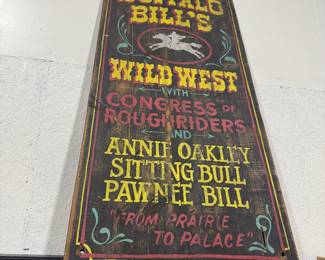 BUFFALO
BILL'S
WILD WEST
WITH
CONGRESS OF
ROUGHRIDERS
AND
ANNIE OAKLEY
SITTING BULL
PAWNEE BILL
"FROM PRAIRIE
TO PALACE"